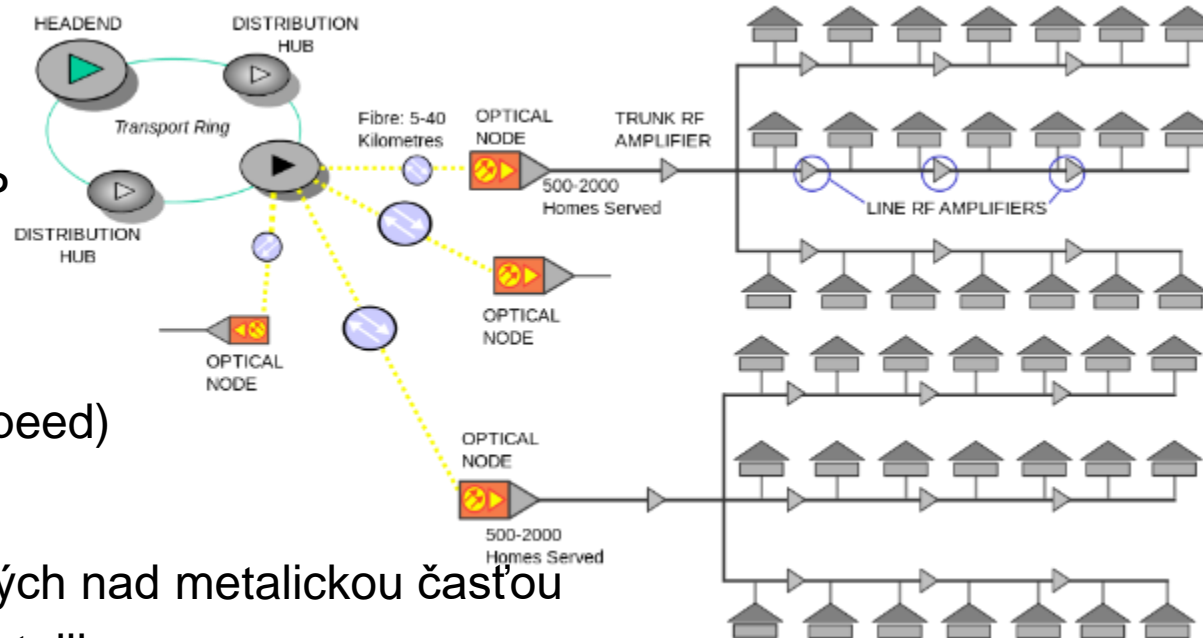 HEADEND
DISTRIBUTION
HUB
Transport Ring
Fibre: 5-40
Kilometres
OPTICAL
NODE
TRUNK RF
AMPLIFIER
500-2000
Homes Served
LINE RF AMPLIFIERS
DISTRIBUTION
HUB
OPTICAL
NODE
OPTICAL
NODE
peed)
OPTICAL
NODE
500-2000
Homes Served
ých nad metalickou časťou